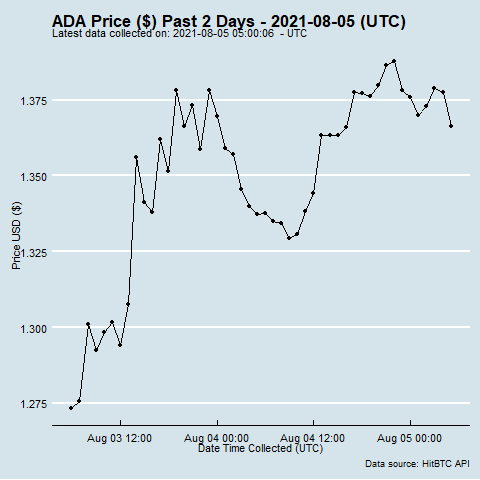 ADA Price ($) Past 2 Days - 2021-08-05 (UTC)
Latest data collected on: 2021-08-05 05:00:06  - UTC
1.375
1.350
1.325
1.300
1.275
Price USD ($)
Aug 03 12:00
Aug 04 00:00
Aug 04 12:00
Aug 05 00:00
Date Time Collected (UTC)
Data source: HitBTC API